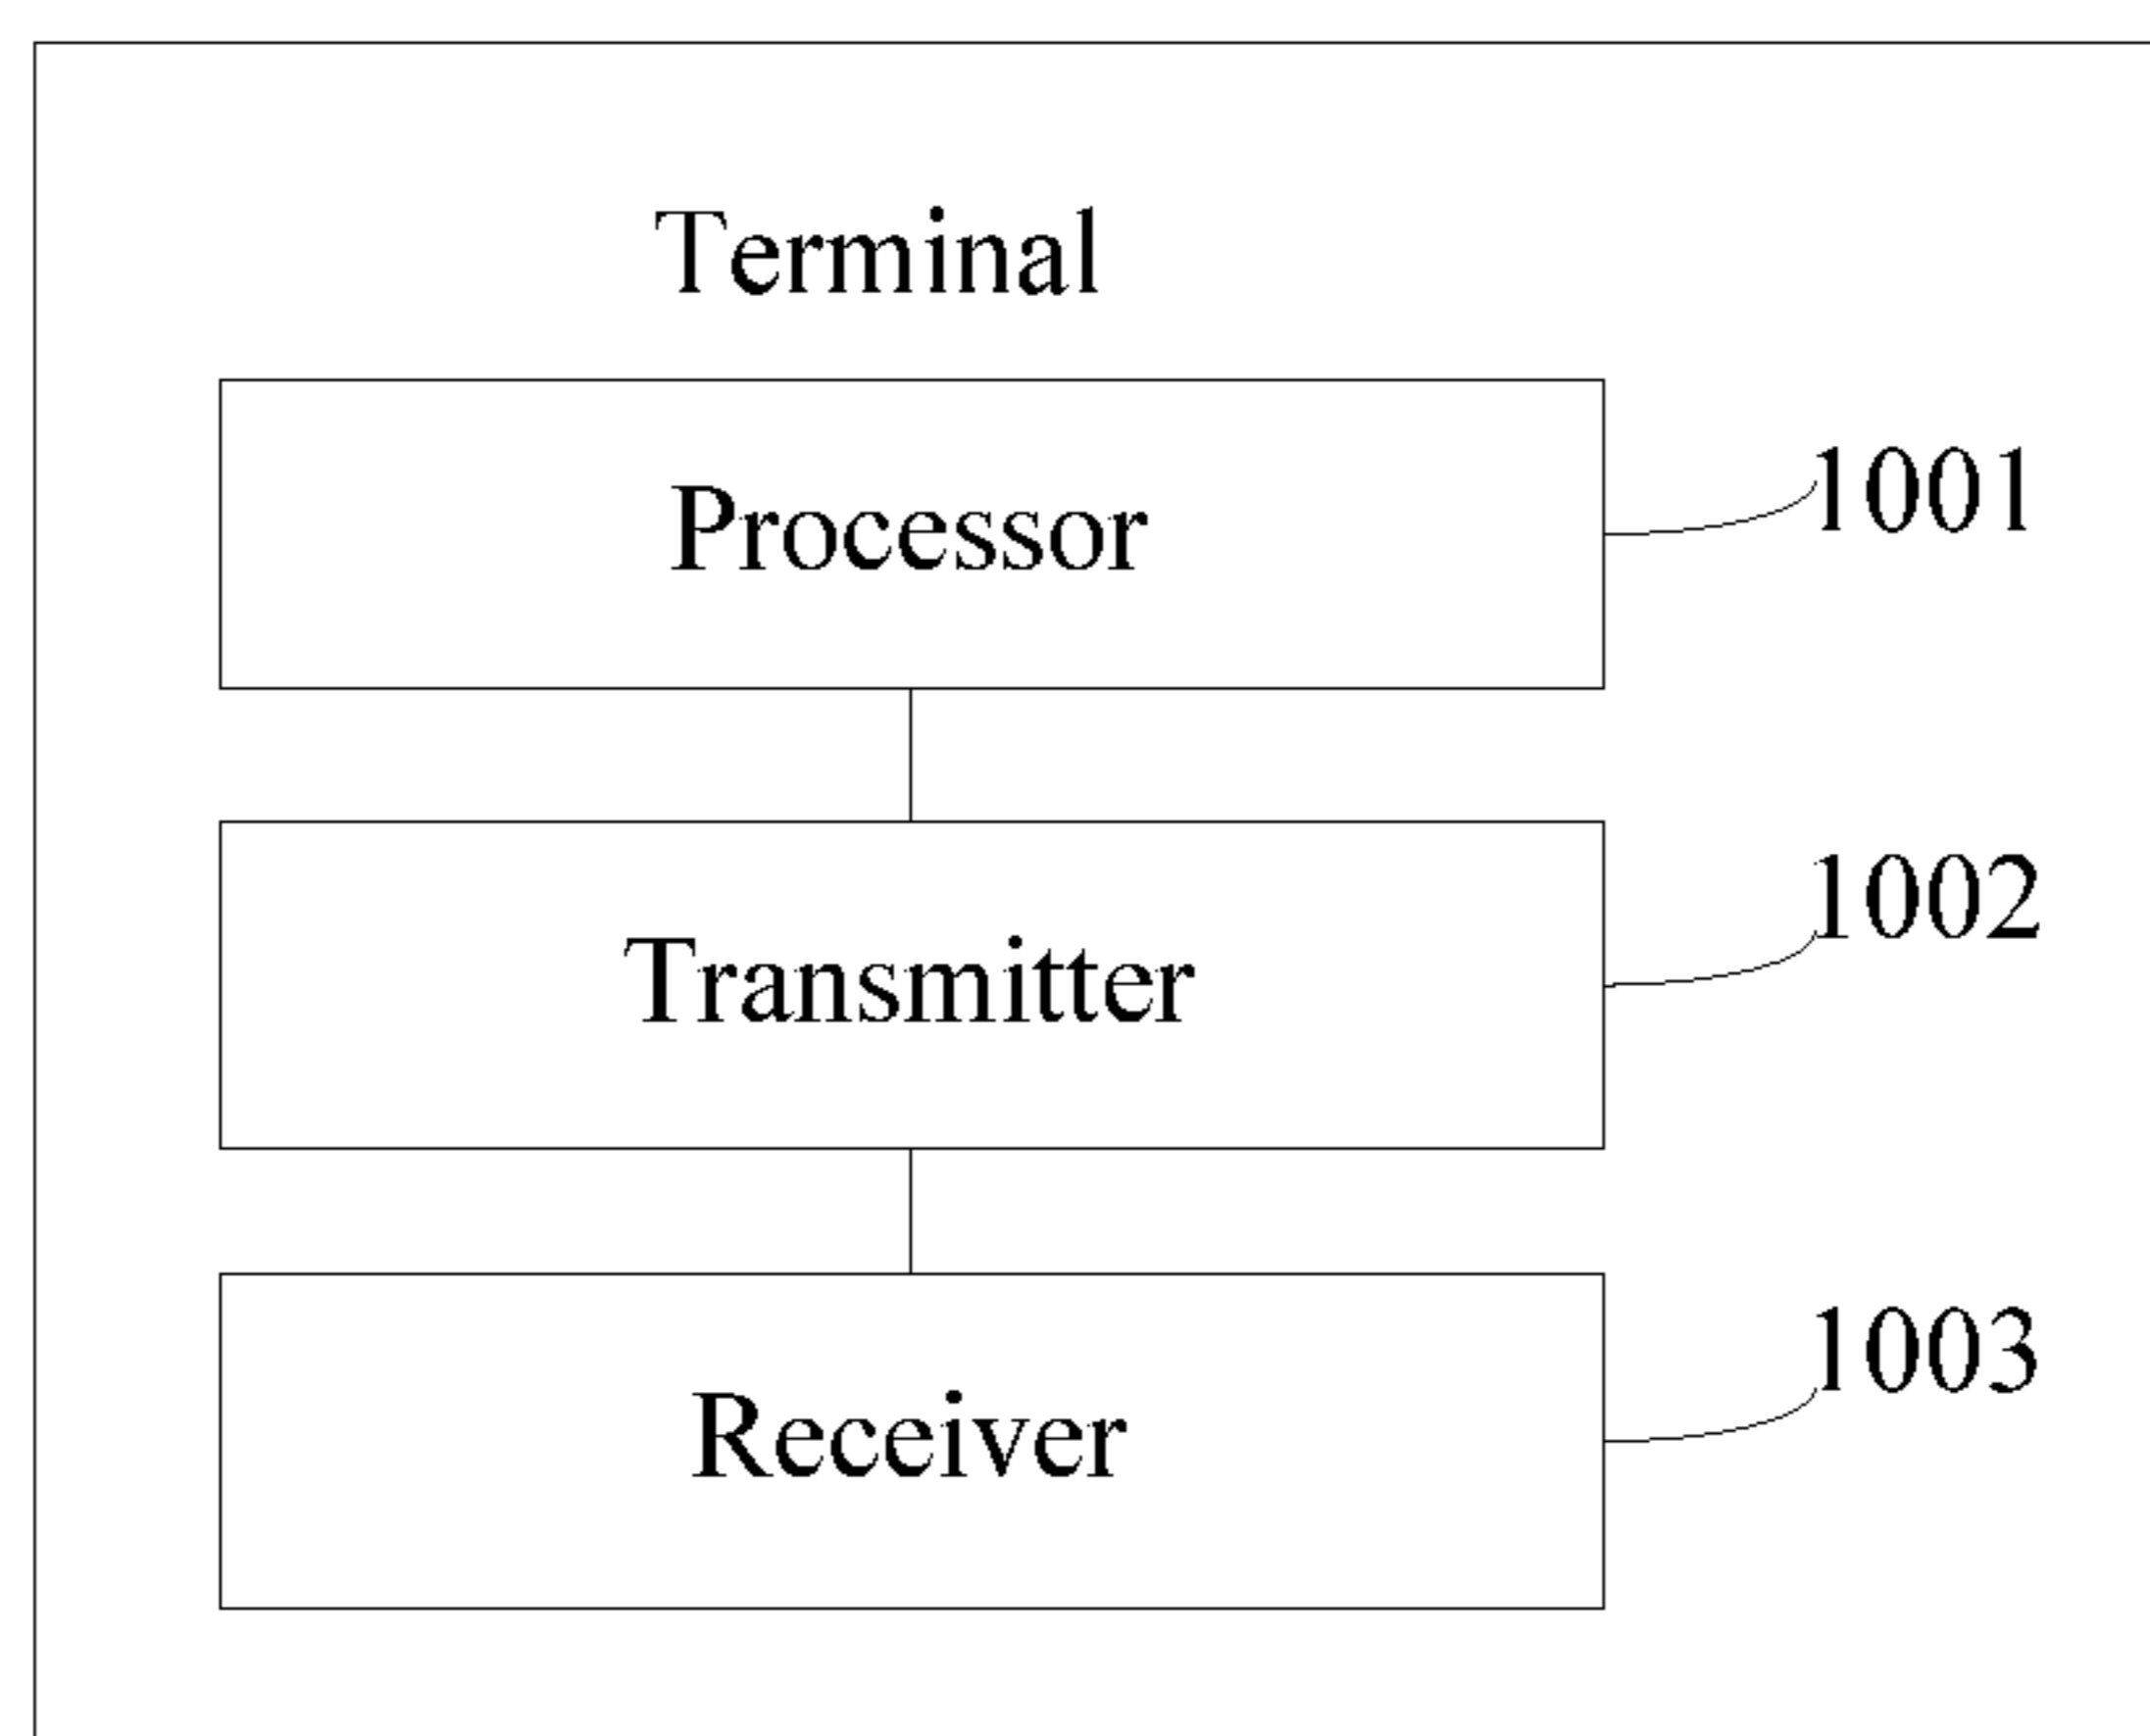 Terminal
Processor
1001
Transmitter
1002
Receiver
1003